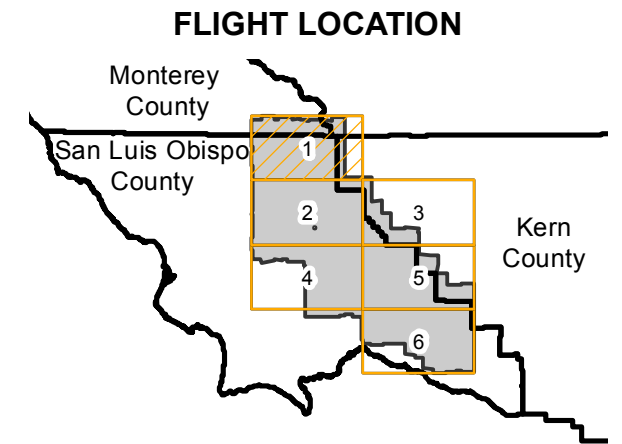 FLIGHT LOCATION
Monterey
County
San Luis Obispo
County
1
2
3
Kern
County
4
5
6